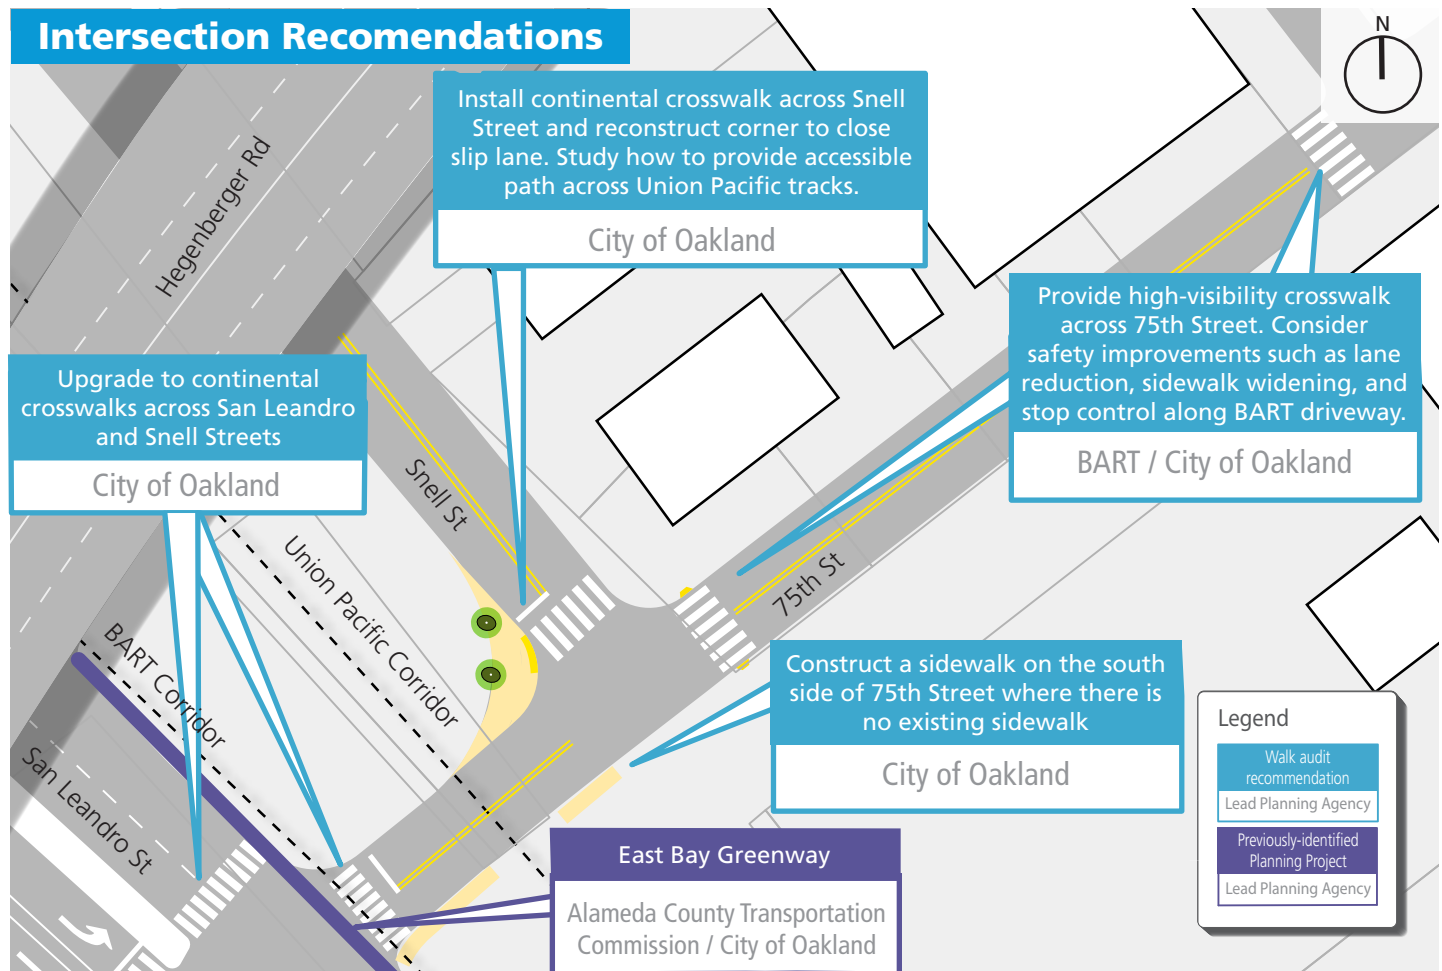 Intersection Recomendations
N
Install continental crosswalk across Snell
Street and reconstruct corner to close
slip lane. Study how to provide accessible
path across Union Pacific tracks.
City of Oakland
Hegenberger Rd
Provide high-visibility crosswalk
across 75th Street. Consider
safety improvements such as lane
reduction, sidewalk widening, and
stop control along BART driveway.
BART / City of Oakland
Upgrade to continental
crosswalks across San Leandro
and Snell Streets
City of Oakland
Snell St
Union Pacific Corridor
75th St
BART Corridor
San Leandro St
Construct a sidewalk on the south
side of 75th Street where there is
no existing sidewalk
City of Oakland
East Bay Greenway
Alameda County Transportation
Commission / City of Oakland
Legend
Walk audit
recommendation
Lead Planning Agency
Previously-identified
Planning Project
Lead Planning Agency